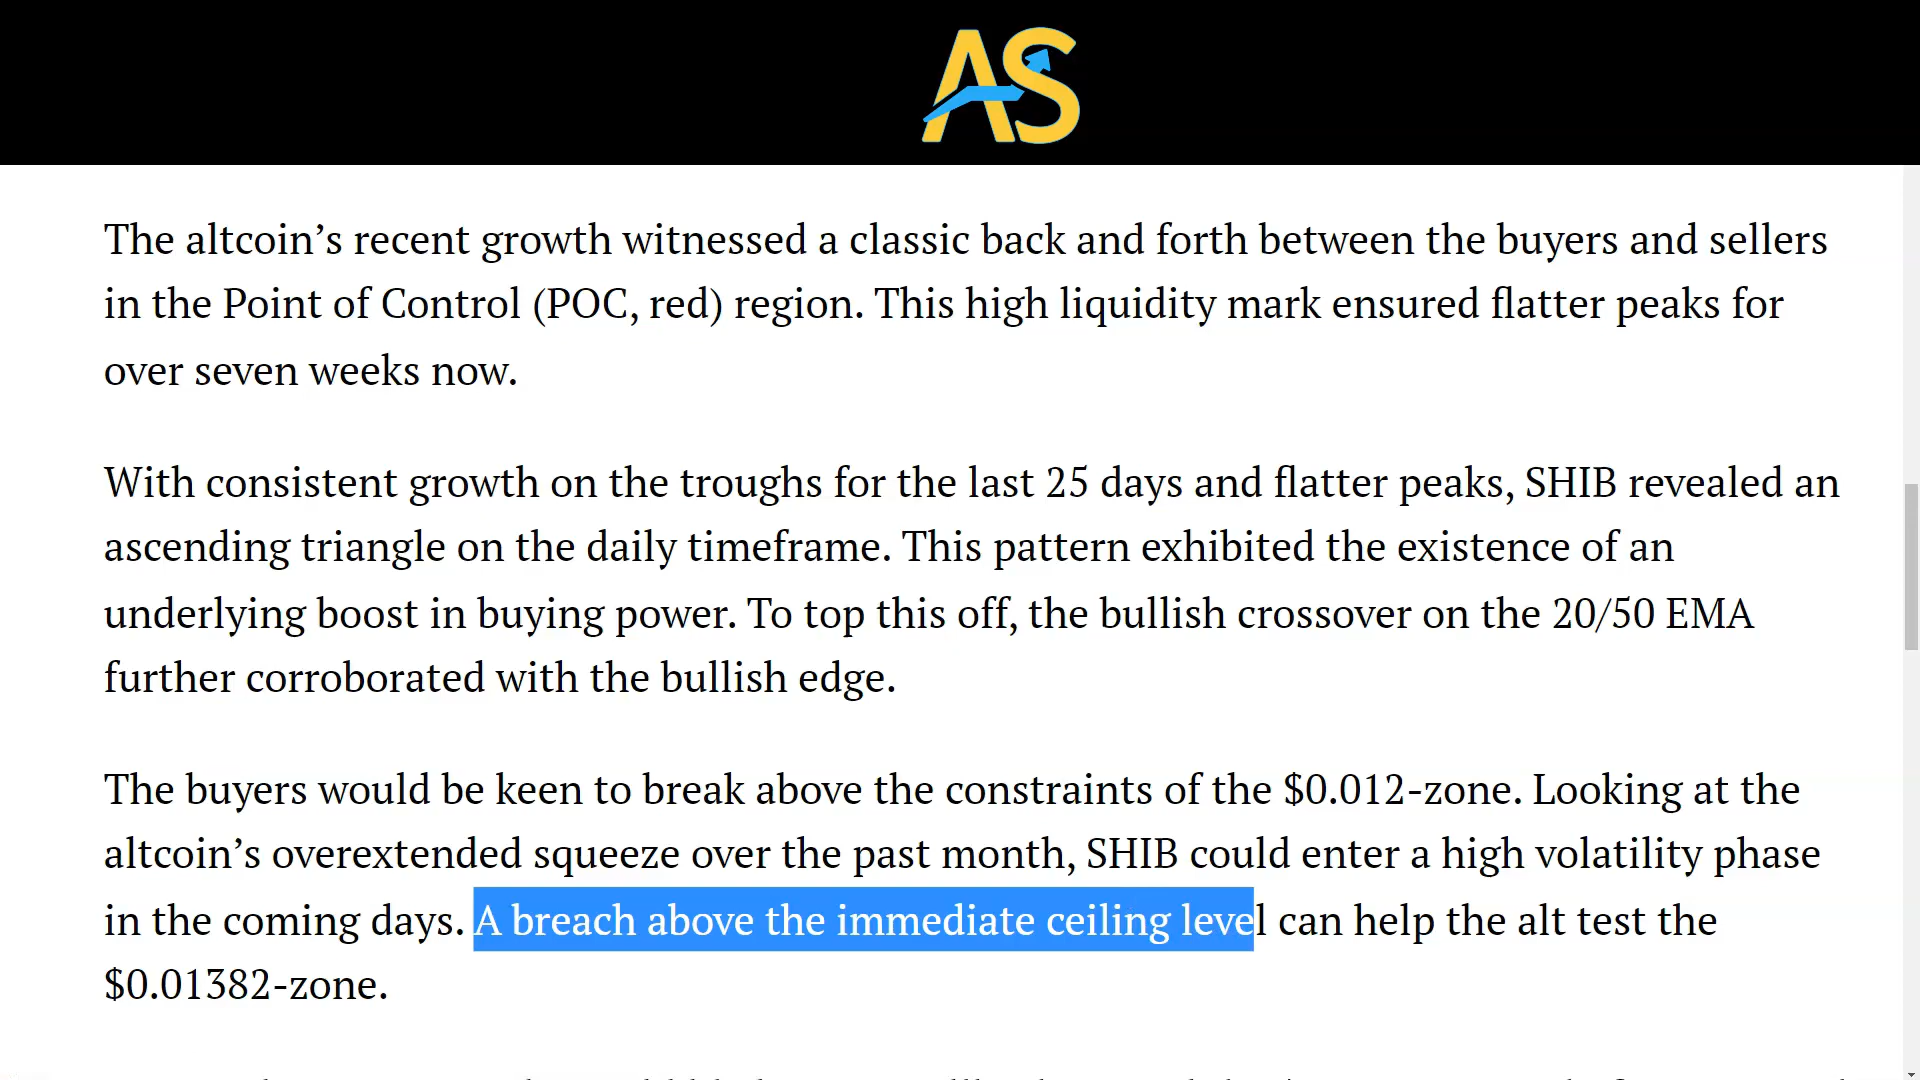 AS
The altcoin’s recent growth witnessed a classic back and forth between the buyers and sellers
in the Point of Control (POC, red) region. This high liquidity mark ensured flatter peaks for
over seven weeks now.
With consistent growth on the troughs for the last 25 days and flatter peaks, SHIB revealed an
ascending triangle on the daily timeframe. This pattern exhibited the existence of an
underlying boost in buying power. To top this off, the bullish crossover on the 20/50 EMA
further corroborated with the bullish edge.
The buyers would be keen to break above the constraints of the $0.012-zone. Looking at the
altcoin’s overextended squeeze over the past month, SHIB could enter a high volatility phase
in the coming days. A breach above the immediate ceiling level can help the alt test the
$0.01382-zone.